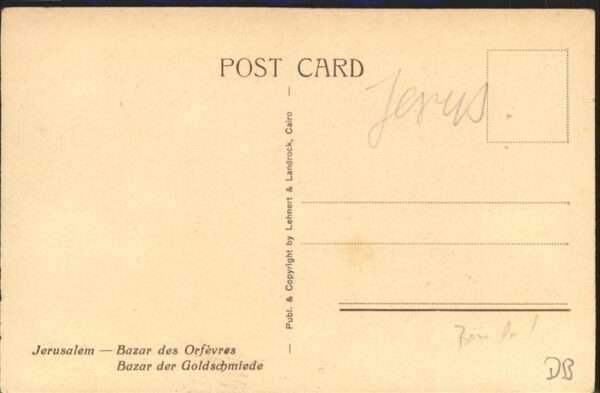 POST CARD
Jerus.
Publ. & Copyright by Lehnert & Landrock, Cairo
Jerusalem — Bazar des Orfèvres
Bazar der Goldschmiede
DB